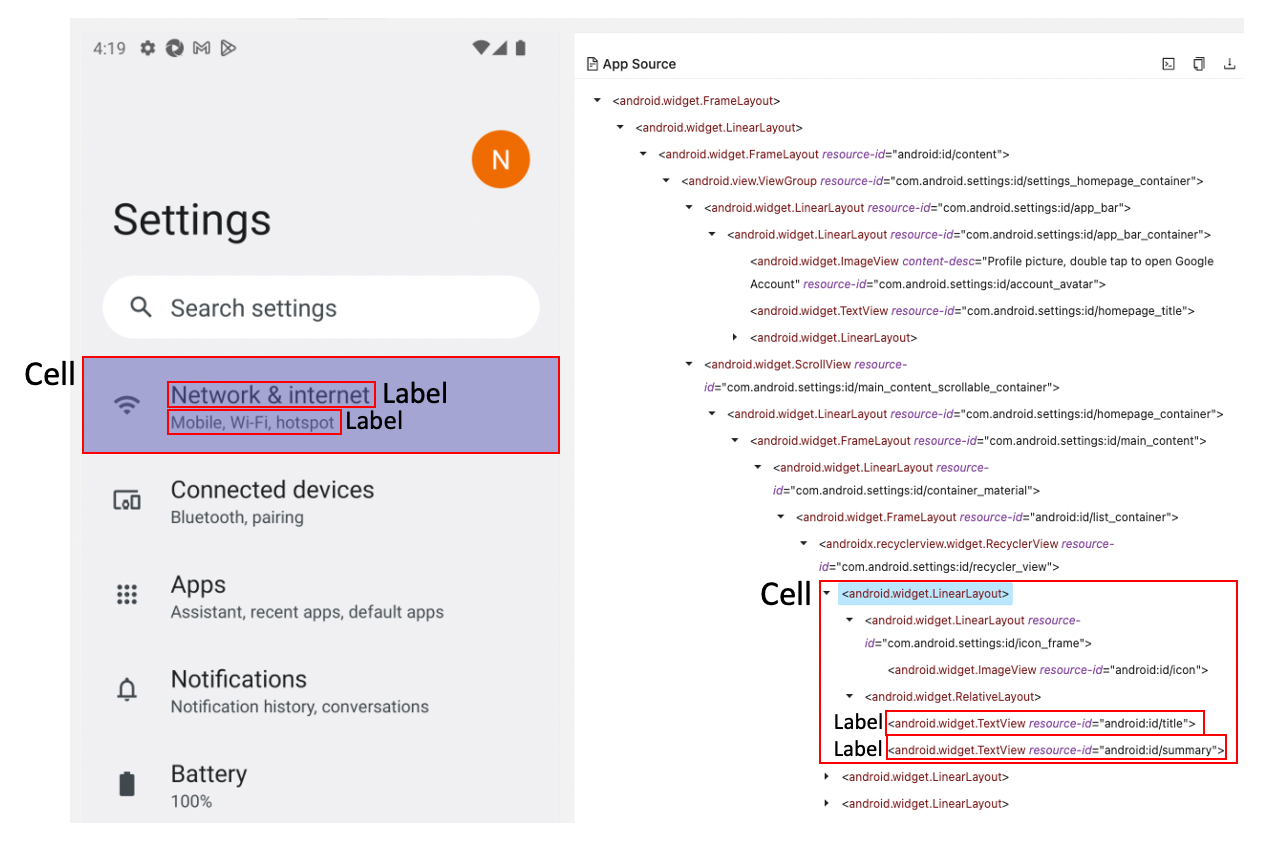 4:19
N
Settings
Search settings
Cell
Network & internet Label
Mobile, Wi-Fi, hotspot Label
Connected devices
Bluetooth, pairing
Apps
Assistant, recent apps, default apps
Notifications
Notification history, conversations
Battery
100%
App Source
<android.widget.FrameLayout>
<android.widget.LinearLayout>
<android.widget.FrameLayout resource-id="android:id/content">
<android.view.ViewGroup resource-id="com.android.settings:id/settings_homepage_container">
<android.widget.LinearLayout resource-id="com.android.settings:id/app_bar">
<android.widget.LinearLayout resource-id="com.android.settings:id/app_bar_container">
<android.widget.ImageView content-desc="Profile picture, double tap to open Google
Account" resource-id="com.android.settings:id/account_avatar">
<android.widget.TextView resource-id="com.android.settings:id/homepage_title">
<android.widget.LinearLayout>
<android.widget.ScrollView resource-
id="com.android.settings:id/main_content_scrollable_container">
<android.widget.LinearLayout resource-id="com.android.settings:id/homepage_container">
<android.widget.FrameLayout resource-id="com.android.settings:id/main_content">
<android.widget.LinearLayout resource-
id="com.android.settings:id/container_material">
<android.widget.FrameLayout resource-id="android:id/list_container">
<androidx.recyclerview.widget.RecyclerView resource-
id="com.android.settings:id/recycler_view">
Cell <android.widget.LinearLayout>
<android.widget.LinearLayout resource-
id="com.android.settings:id/icon_frame">
<android.widget.ImageView resource-id="android:id/icon">
<android.widget.RelativeLayout>
Label <android.widget.TextView resource-id="android:id/title">
Label <android.widget.TextView resource-id="android:id/summary">
<android.widget.LinearLayout>
<android.widget.LinearLayout>